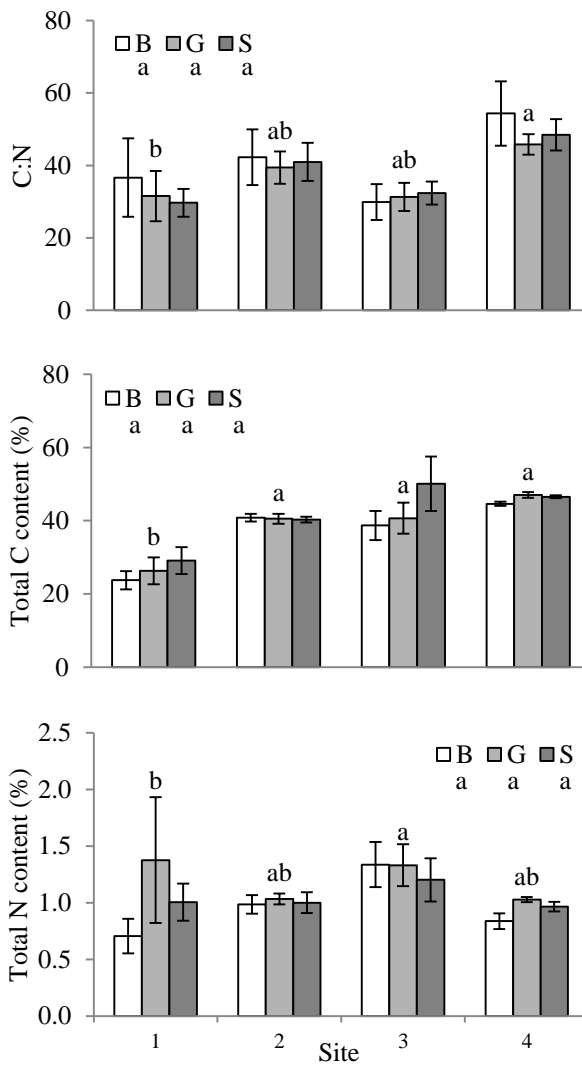 80
B G S
a a a
60
b ab ab a
C:N
40
20
0
80
B G S
a a a
60
b a a a
Total C content (%)
40
20
0
2.5
B G S
a a a
2.0
b ab a ab
Total N content (%)
1.5
1.0
0.5
0.0
1 2 3 4
Site